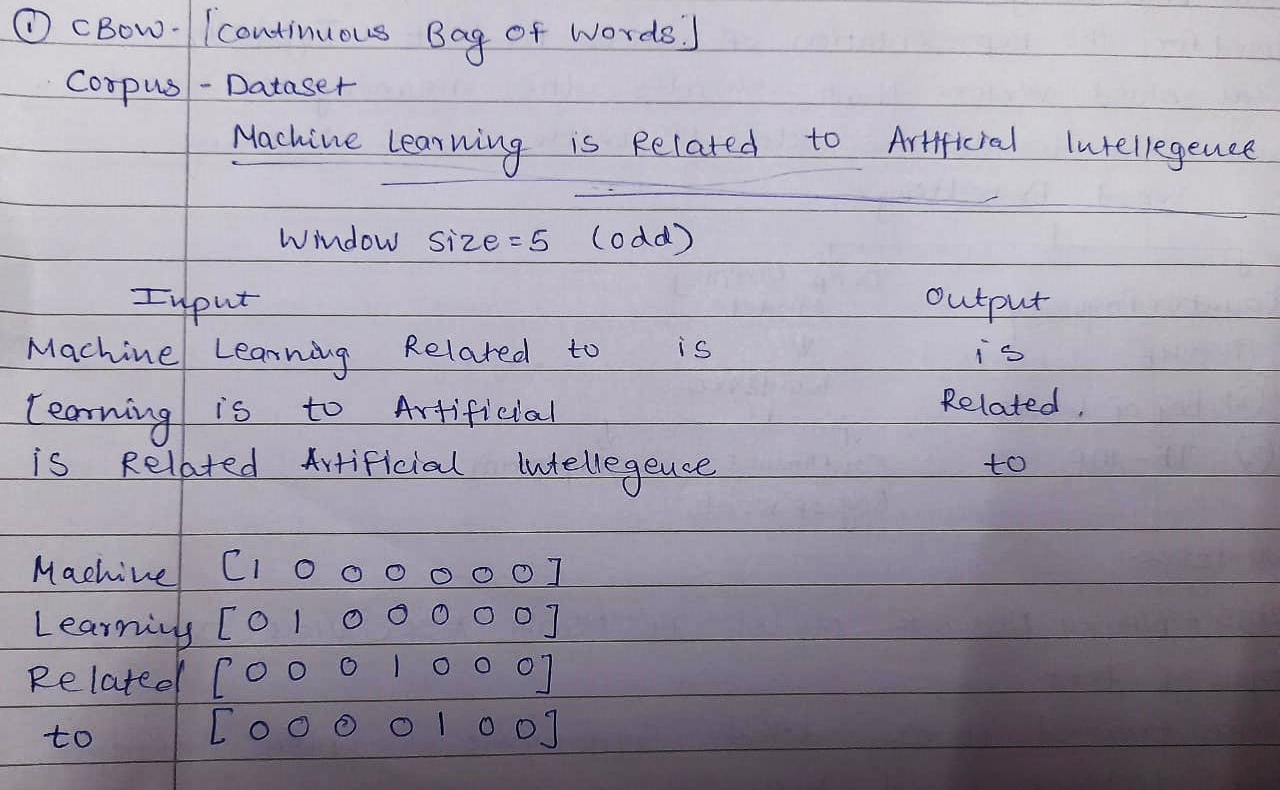 ① CBOW - [Continuous Bag of Words.]
Corpus - Dataset
Machine Learning is Related to Artificial Intellegence
Window Size = 5 (odd)
Input Output
Machine Learning Related to is is
Learning is to Artificial Related.
is Related Artificial Intellegence to
Machine [1 0 0 0 0 0 0]
Learning [0 1 0 0 0 0 0]
Related [0 0 0 1 0 0 0]
to [0 0 0 0 1 0 0]